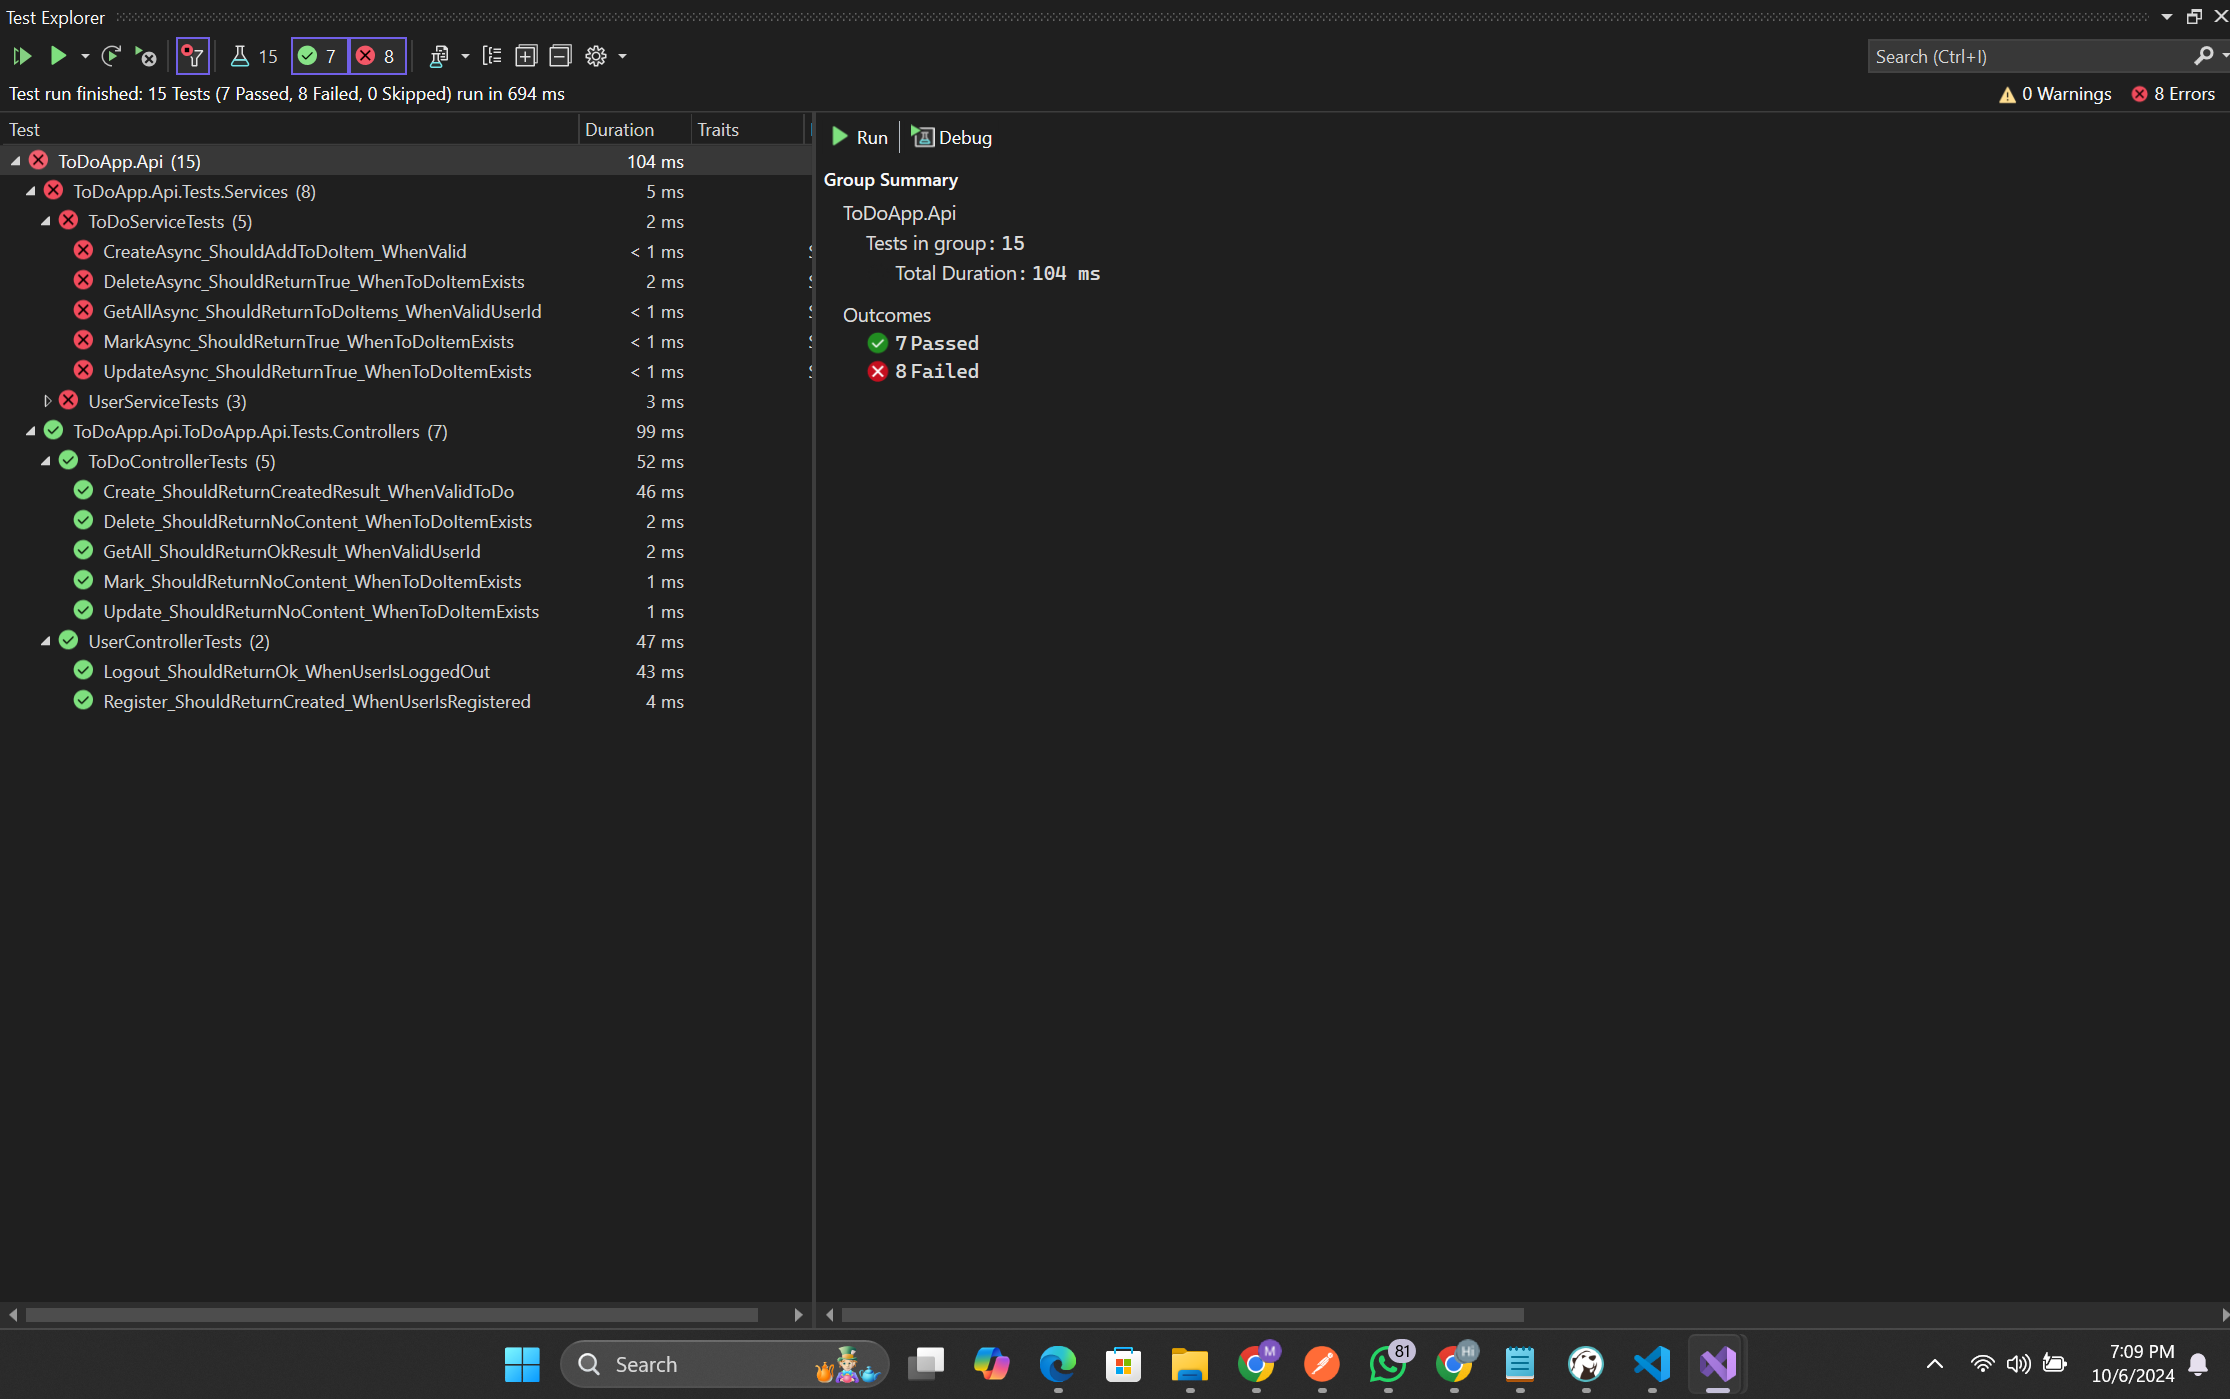 Test Explorer
15 7 8
Search (Ctrl+I)
Test run finished: 15 Tests (7 Passed, 8 Failed, 0 Skipped) run in 694 ms
0 Warnings 8 Errors
Test Duration Traits
ToDoApp.Api (15) 104 ms
ToDoApp.Api.Tests.Services (8) 5 ms
ToDoServiceTests (5) 2 ms
CreateAsync_ShouldAddToDoItem_WhenValid < 1 ms
DeleteAsync_ShouldReturnTrue_WhenToDoItemExists 2 ms
GetAllAsync_ShouldReturnToDoItems_WhenValidUserId < 1 ms
MarkAsync_ShouldReturnTrue_WhenToDoItemExists < 1 ms
UpdateAsync_ShouldReturnTrue_WhenToDoItemExists < 1 ms
UserServiceTests (3) 3 ms
ToDoApp.Api.ToDoApp.Api.Tests.Controllers (7) 99 ms
ToDoControllerTests (5) 52 ms
Create_ShouldReturnCreatedResult_WhenValidToDo 46 ms
Delete_ShouldReturnNoContent_WhenToDoItemExists 2 ms
GetAll_ShouldReturnOkResult_WhenValidUserId 2 ms
Mark_ShouldReturnNoContent_WhenToDoItemExists 1 ms
Update_ShouldReturnNoContent_WhenToDoItemExists 1 ms
UserControllerTests (2) 47 ms
Logout_ShouldReturnOk_WhenUserIsLoggedOut 43 ms
Register_ShouldReturnCreated_WhenUserIsRegistered 4 ms
Run Debug
Group Summary
ToDoApp.Api
Tests in group: 15
Total Duration: 104 ms
Outcomes
7 Passed
8 Failed
Search
M
81
Hi
7:09 PM
10/6/2024